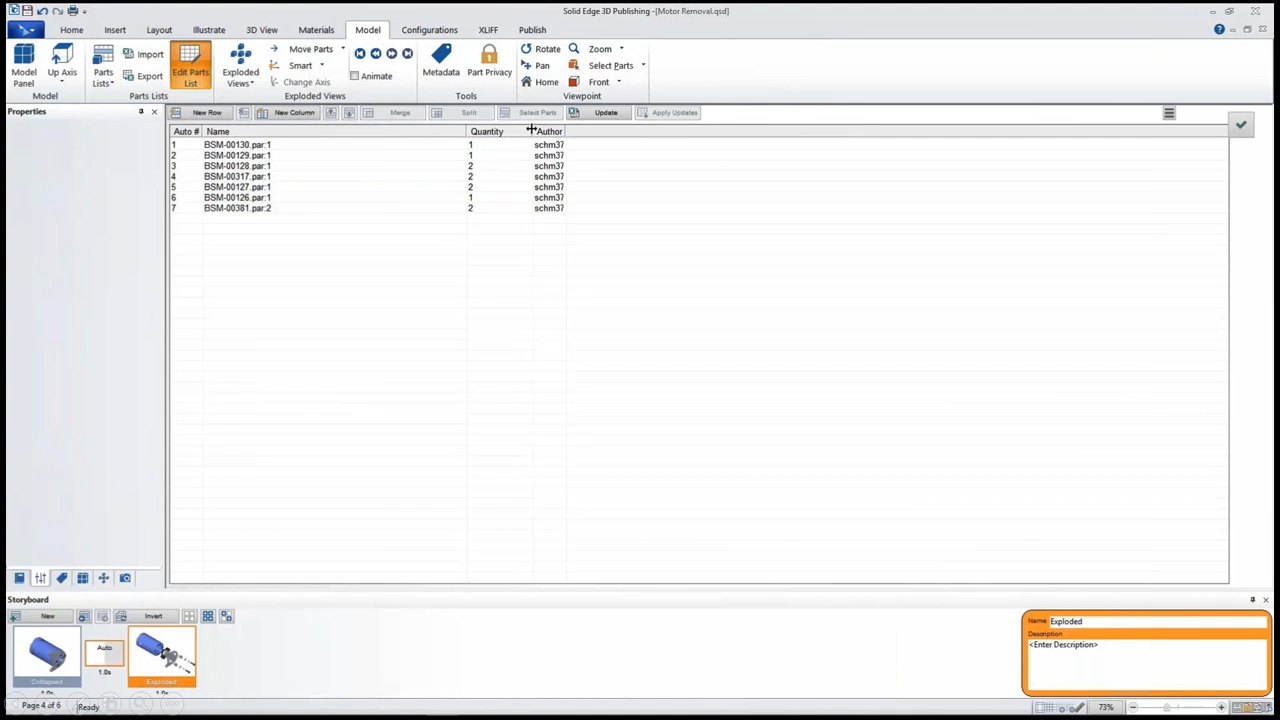 Solid Edge 3D Publishing - [Motor Removal.qsd]
Home Insert Layout Illustrate 3D View Materials Model Configurations XLIFF Publish
Model Panel
Up Axis
Parts Lists
Import
Export
Edit Parts List
Exploded Views
Move Parts
Smart
Change Axis
Animate
Metadata
Part Privacy
Rotate
Pan
Home
Zoom
Select Parts
Front
Model Parts Lists Exploded Views Tools Viewpoint
Properties
New Row New Column Merge Split Select Parts Update Apply Updates
Auto # Name Quantity Author
1 BSM-00130.par:1 1 schm37
2 BSM-00129.par:1 1 schm37
3 BSM-00128.par:1 2 schm37
4 BSM-00317.par:1 2 schm37
5 BSM-00127.par:1 2 schm37
6 BSM-00126.par:1 1 schm37
7 BSM-00381.par:2 2 schm37
Storyboard
New Invert
Collapsed
1.0s
Auto
1.0s
Exploded
1.0s
Name Exploded
Description
<Enter Description>
Page 4 of 6 Ready 73%